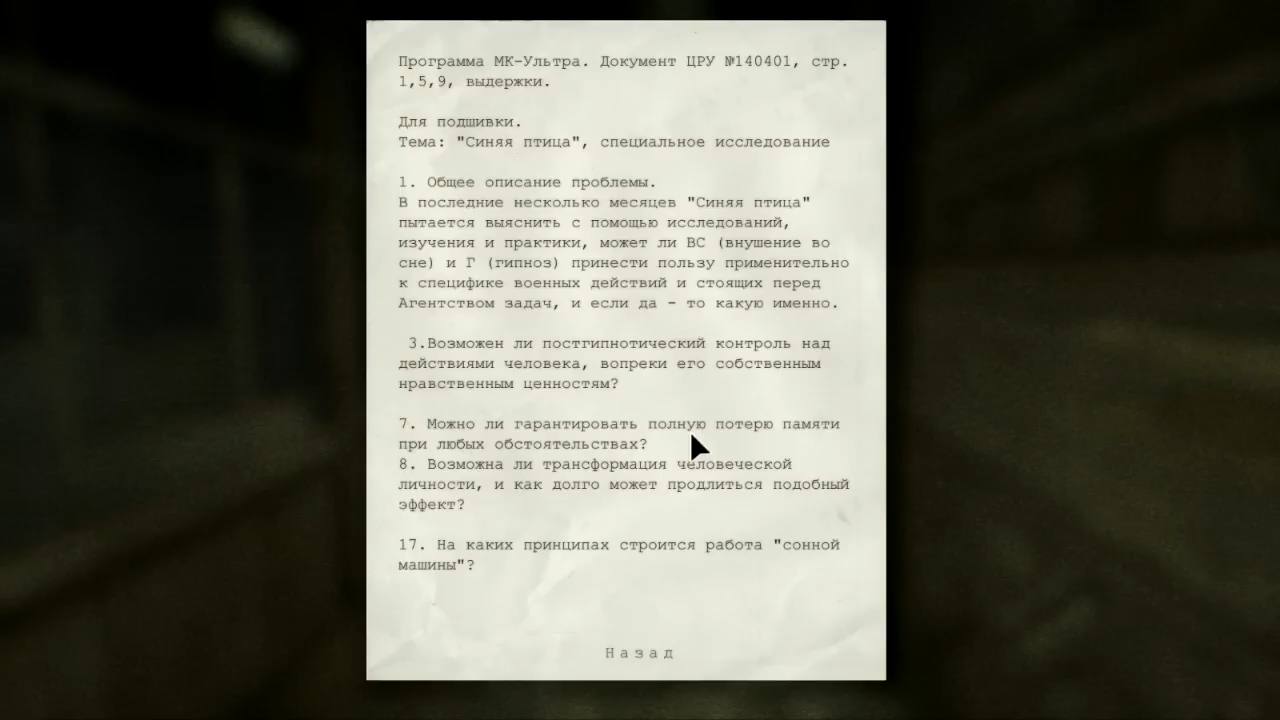 Программа МК-Ультра. Документ ЦРУ №140401, стр.
1,5,9, выдержки.
Для подшивки.
Тема: "Синяя птица", специальное исследование
1. Общее описание проблемы.
В последние несколько месяцев "Синяя птица"
пытается выяснить с помощью исследований,
изучения и практики, может ли ВС (внушение во
сне) и Г (гипноз) принести пользу применительно
к специфике военных действий и стоящих перед
Агентством задач, и если да - то какую именно.
3.Возможен ли постгипнотический контроль над
действиями человека, вопреки его собственным
нравственным ценностям?
7. Можно ли гарантировать полную потерю памяти
при любых обстоятельствах?
8. Возможна ли трансформация человеческой
личности, и как долго может продлиться подобный
эффект?
17. На каких принципах строится работа "сонной
машины"?
Назад